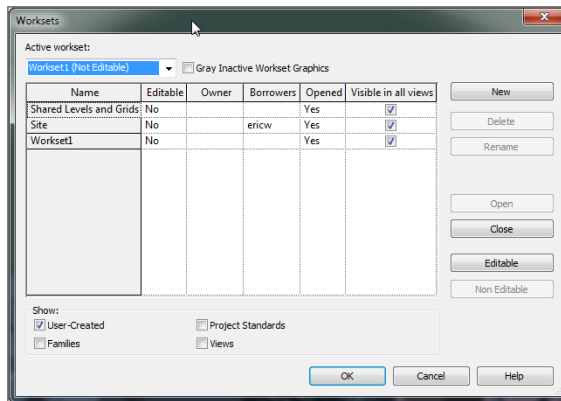 Worksets
Active workset:
Workset1 (Not Editable)
Gray Inactive Workset Graphics
Name Editable Owner Borrowers Opened Visible in all views
Shared Levels and Grids No Yes
Site No ericw Yes
Workset1 No Yes
New
Delete
Rename
Open
Close
Editable
Non Editable
Show:
User-Created Project Standards
Families Views
OK Cancel Help